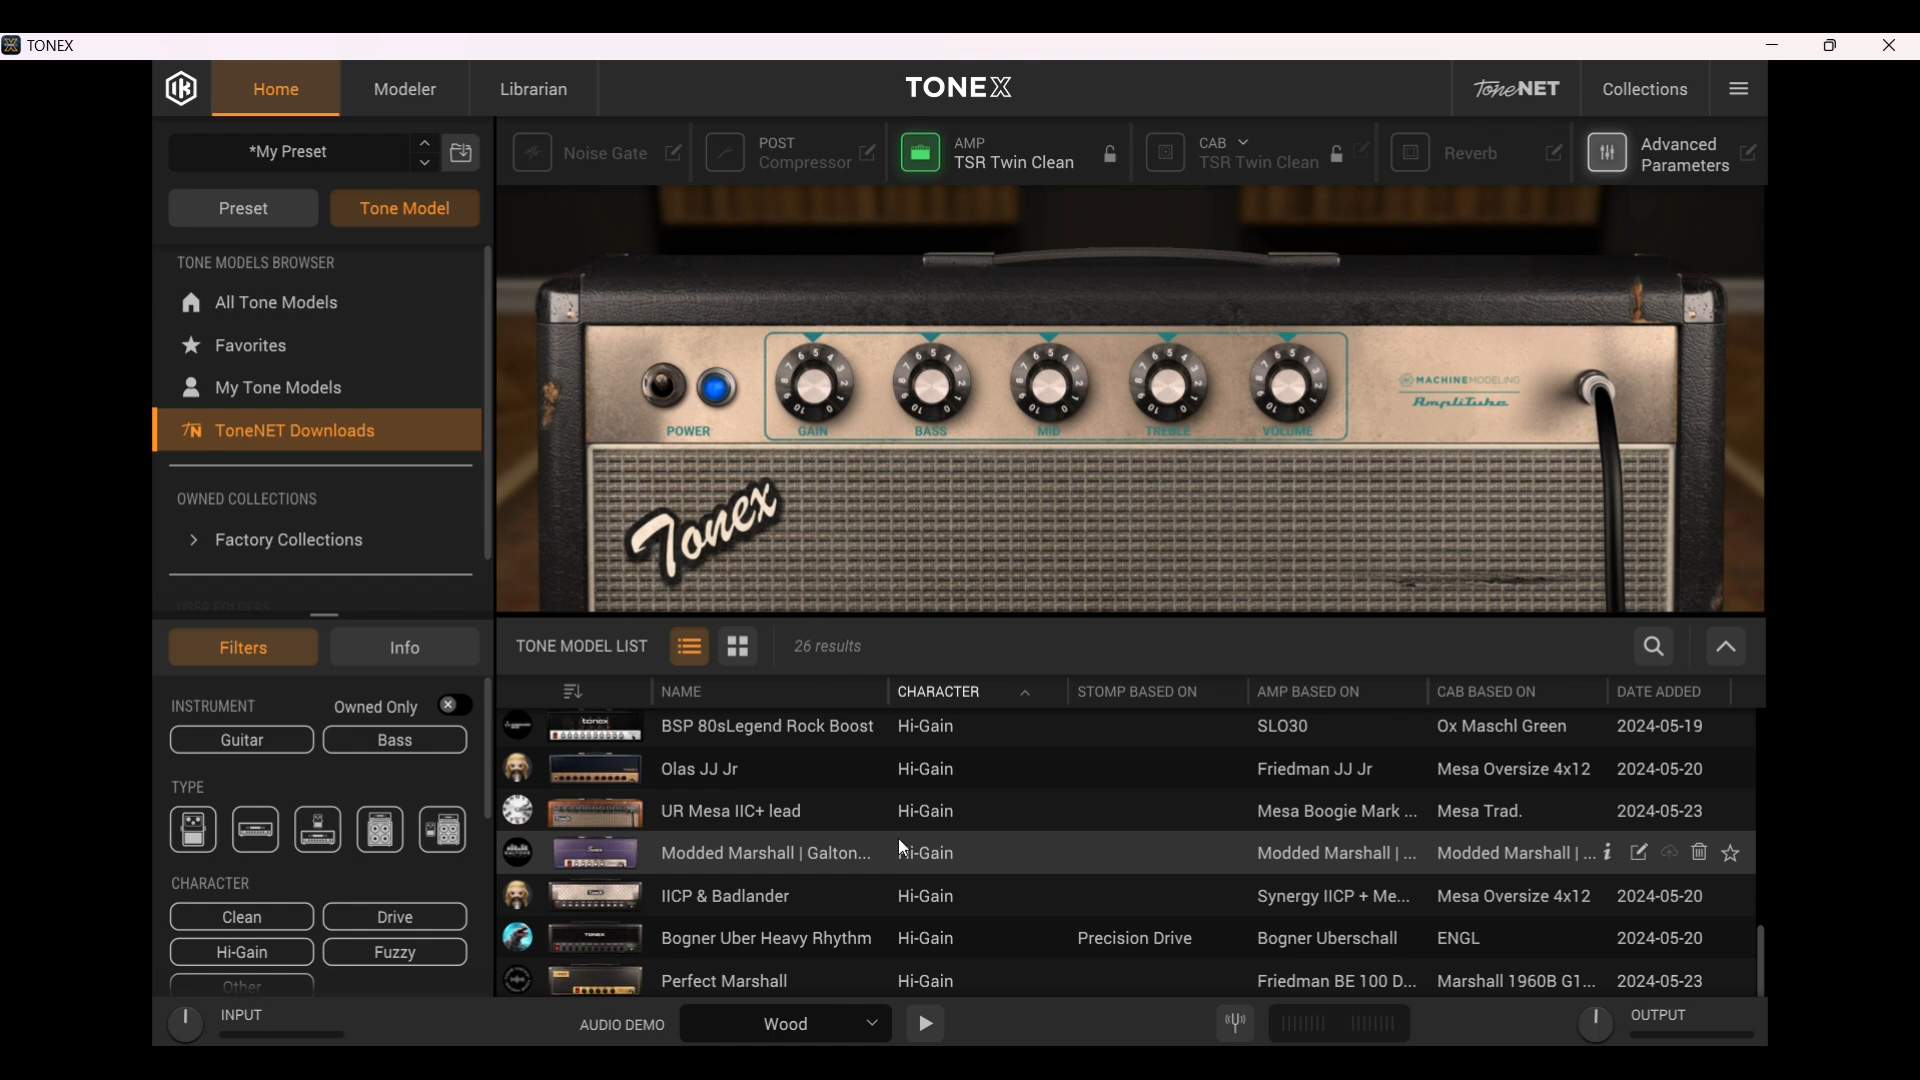 TONEX
Home
Modeler
Librarian
TONEX
ToneNET
Collections
*My Preset
Preset
Tone Model
Noise Gate
POST
Compressor
AMP
TSR Twin Clean
CAB
TSR Twin Clean
Reverb
Advanced
Parameters
TONE MODELS BROWSER
All Tone Models
Favorites
My Tone Models
ToneNET Downloads
OWNED COLLECTIONS
Factory Collections
USER FOLDERS
POWER
GAIN
BASS
MID
TREBLE
VOLUME
MACHINE MODELING
AmpliTube
Tonex
Filters
Info
INSTRUMENT
Owned Only
Guitar
Bass
TYPE
CHARACTER
Clean
Drive
Hi-Gain
Fuzzy
Other
TONE MODEL LIST
26 results
NAME CHARACTER STOMP BASED ON AMP BASED ON CAB BASED ON DATE ADDED
BSP 80sLegend Rock Boost Hi-Gain SLO30 Ox Maschl Green 2024-05-19
Olas JJ Jr Hi-Gain Friedman JJ Jr Mesa Oversize 4x12 2024-05-20
UR Mesa IIC+ lead Hi-Gain Mesa Boogie Mark ... Mesa Trad. 2024-05-23
Modded Marshall | Galton... Hi-Gain Modded Marshall | ... Modded Marshall | ...
IICP & Badlander Hi-Gain Synergy IICP + Me... Mesa Oversize 4x12 2024-05-20
Bogner Uber Heavy Rhythm Hi-Gain Precision Drive Bogner Uberschall ENGL 2024-05-20
Perfect Marshall Hi-Gain Friedman BE 100 D... Marshall 1960B G1... 2024-05-23
INPUT
AUDIO DEMO
Wood
OUTPUT